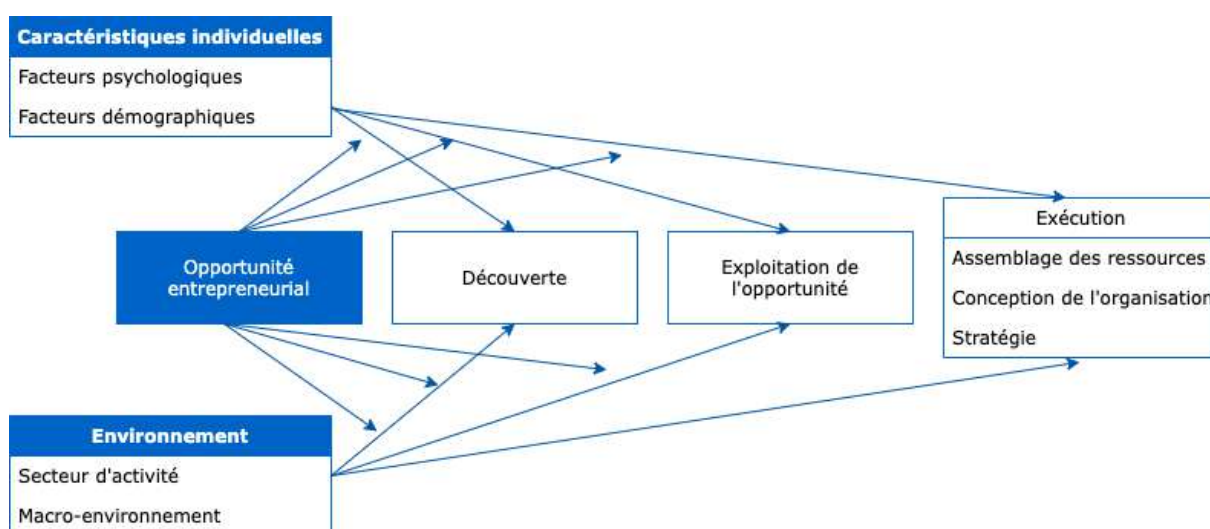 Caractéristiques individuelles
Facteurs psychologiques
Facteurs démographiques
Opportunité
entrepreneurial
Découverte
Exploitation de
l'opportunité
Exécution
Assemblage des ressources
Conception de l'organisation
Stratégie
Environnement
Secteur d'activité
Macro-environnement